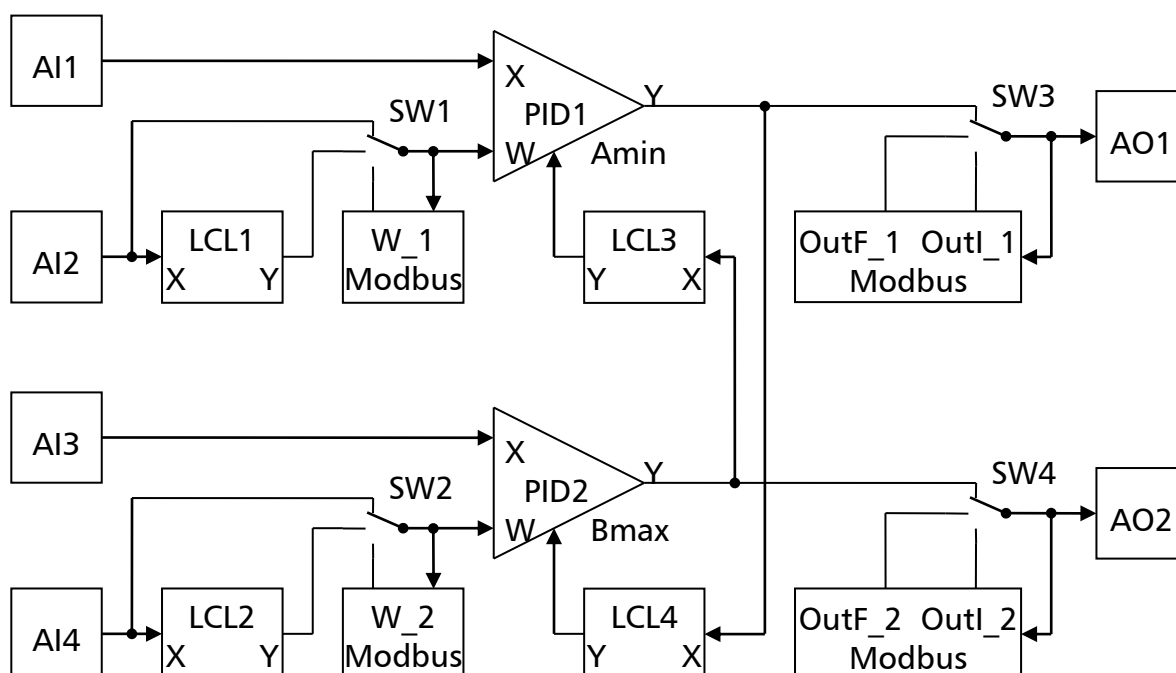 AI1
X
PID1
Y
W
Amin
SW1
SW3
AO1
AI2
LCL1
X Y
W_1
Modbus
LCL3
Y X
OutF_1 OutI_1
Modbus
AI3
X
PID2
Y
W
Bmax
SW2
SW4
AO2
AI4
LCL2
X Y
W_2
Modbus
LCL4
Y X
OutF_2 OutI_2
Modbus